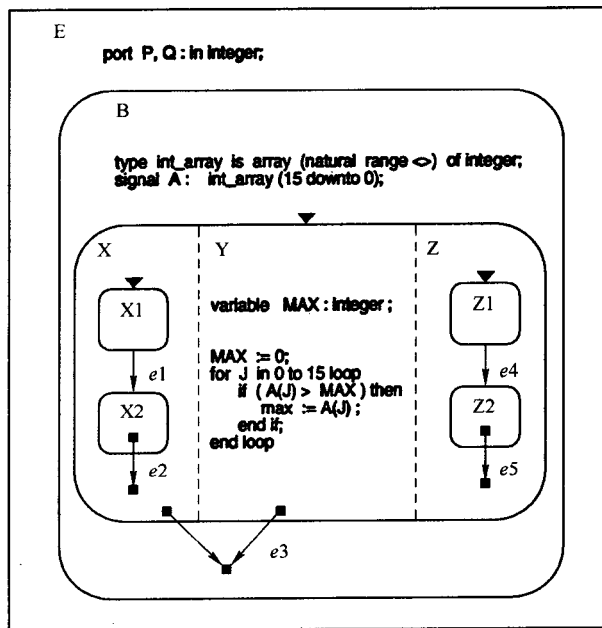 E
port P, Q : in integer;
B
type int_array is array (natural range <>) of integer;
signal A : int_array (15 downto 0);
X
Y
Z
X1
Z1
variable MAX : integer ;
e1
e4
MAX := 0;
for J in 0 to 15 loop
if ( A(J) > MAX ) then
max := A(J) ;
end if;
end loop
X2
Z2
e2
e5
e3